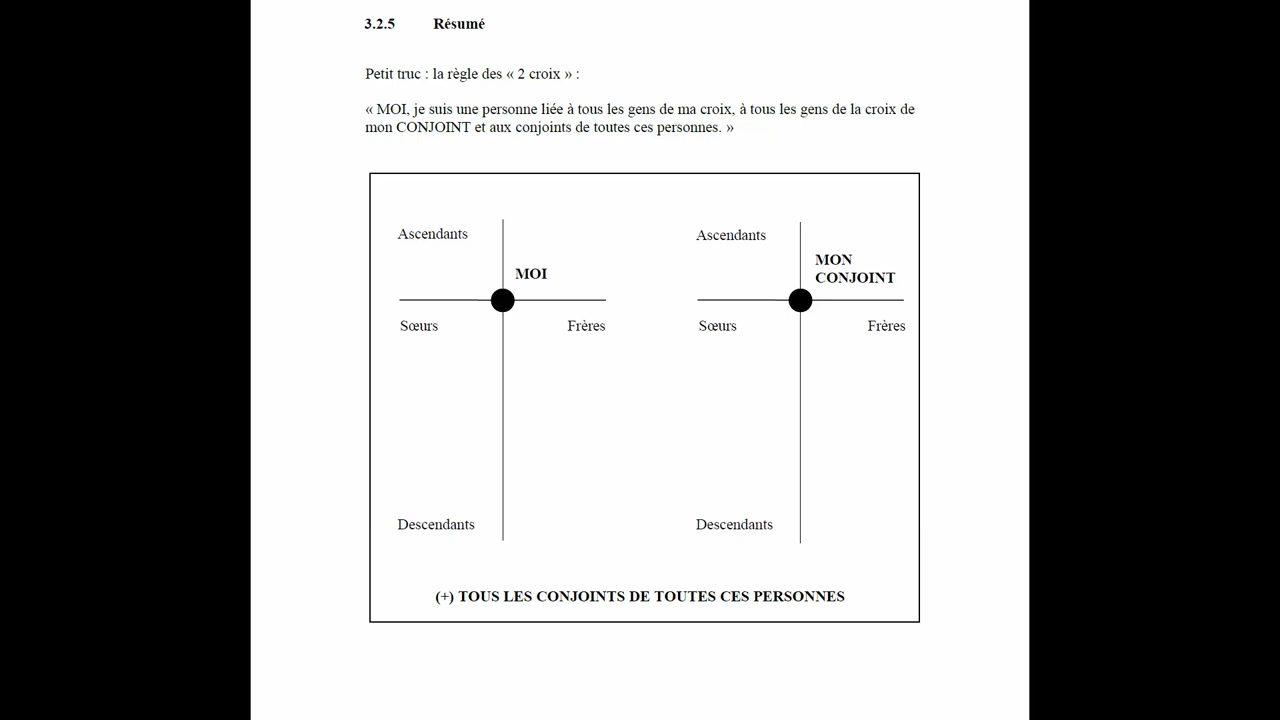 3.2.5 Résumé
Petit truc : la règle des « 2 croix » :
« MOI, je suis une personne liée à tous les gens de ma croix, à tous les gens de la croix de
mon CONJOINT et aux conjoints de toutes ces personnes. »
Ascendants
MOI
Sœurs
Frères
Descendants
Ascendants
MON
CONJOINT
Sœurs
Frères
Descendants
(+) TOUS LES CONJOINTS DE TOUTES CES PERSONNES